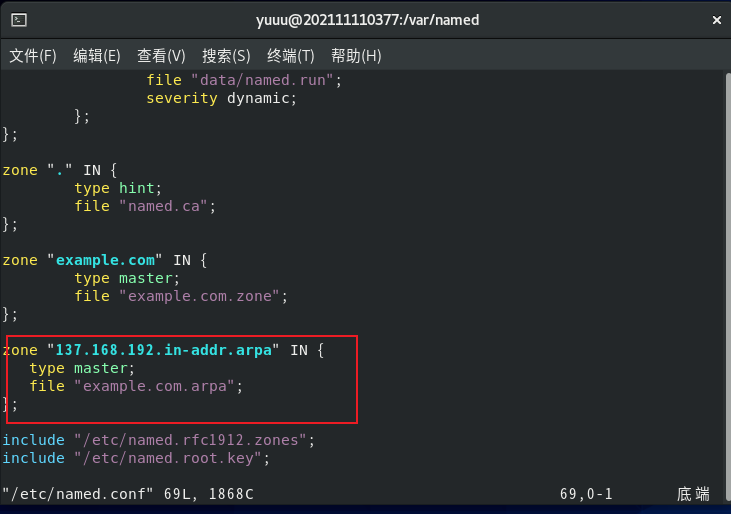 yuuu@202111110377:/var/named
文件(F) 编辑(E) 查看(V) 搜索(S) 终端(T) 帮助(H)
file "data/named.run";
severity dynamic;
};
};
zone "." IN {
type hint;
file "named.ca";
};
zone "example.com" IN {
type master;
file "example.com.zone";
};
zone "137.168.192.in-addr.arpa" IN {
type master;
file "example.com.arpa";
};
include "/etc/named.rfc1912.zones";
include "/etc/named.root.key";
"/etc/named.conf" 69L, 1868C 69,0-1 底端